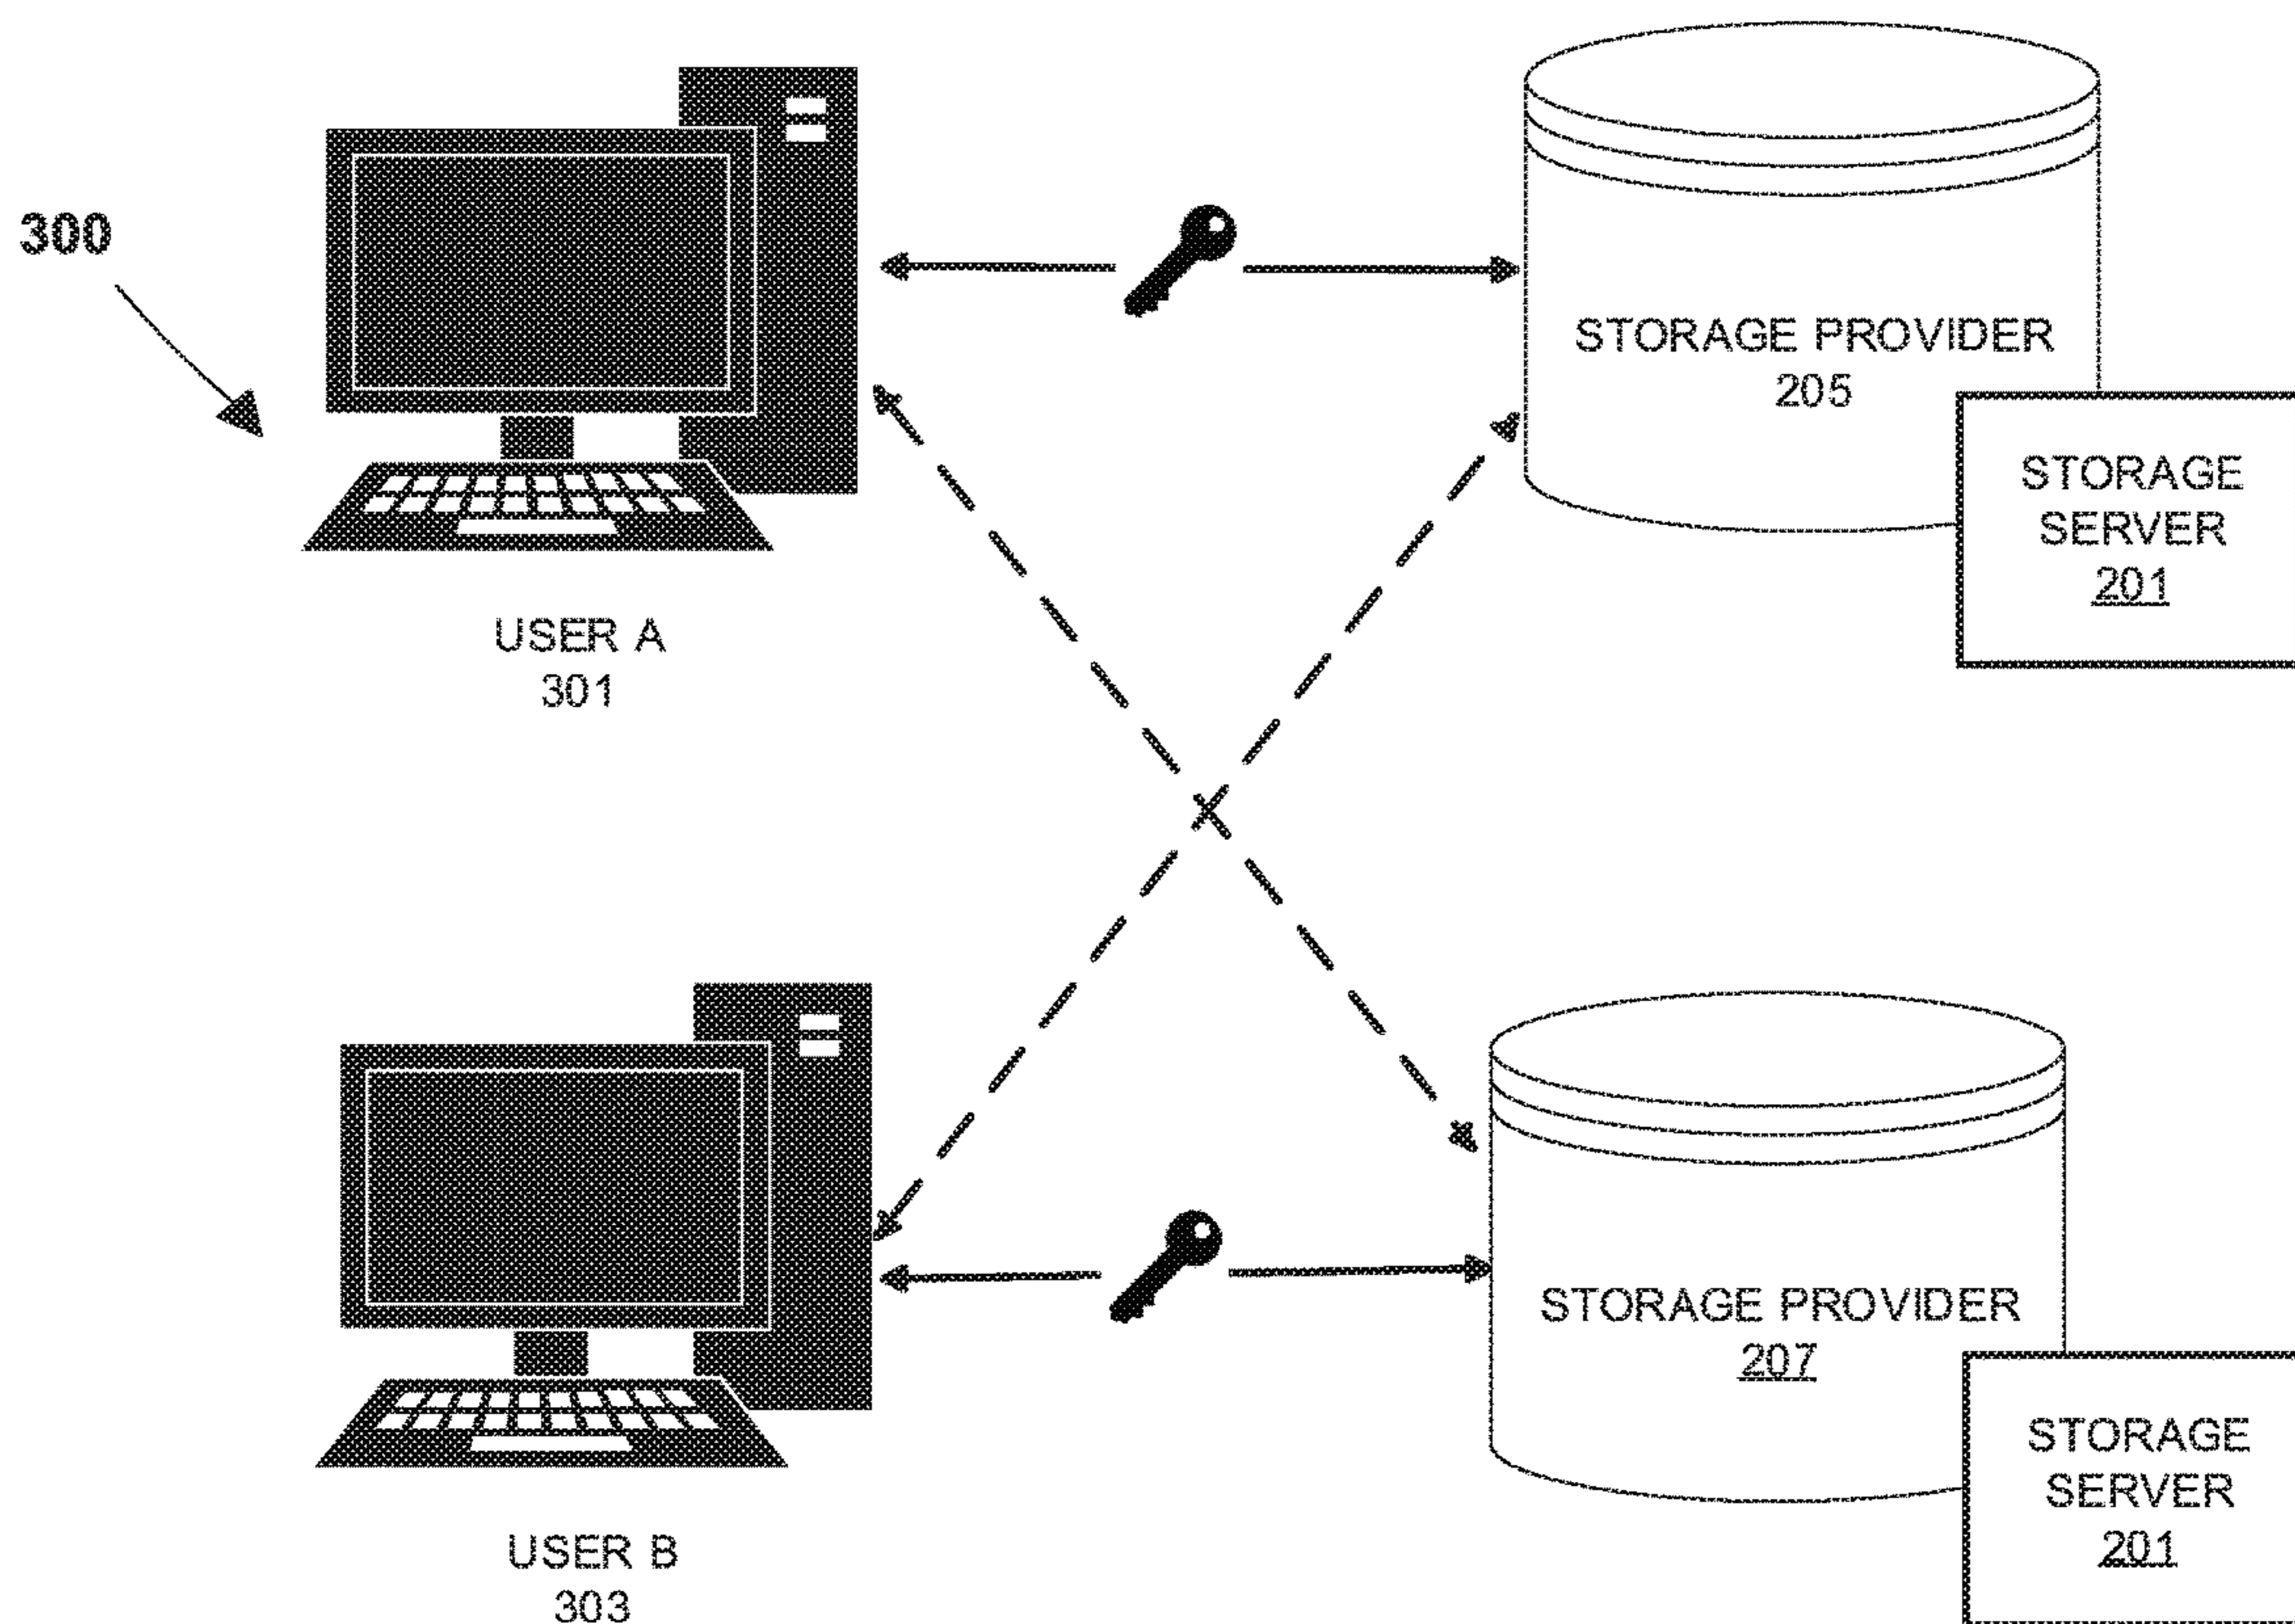 300
STORAGE PROVIDER
205
STORAGE
SERVER
201
USER A
301
STORAGE PROVIDER
207
STORAGE
SERVER
201
USER B
303